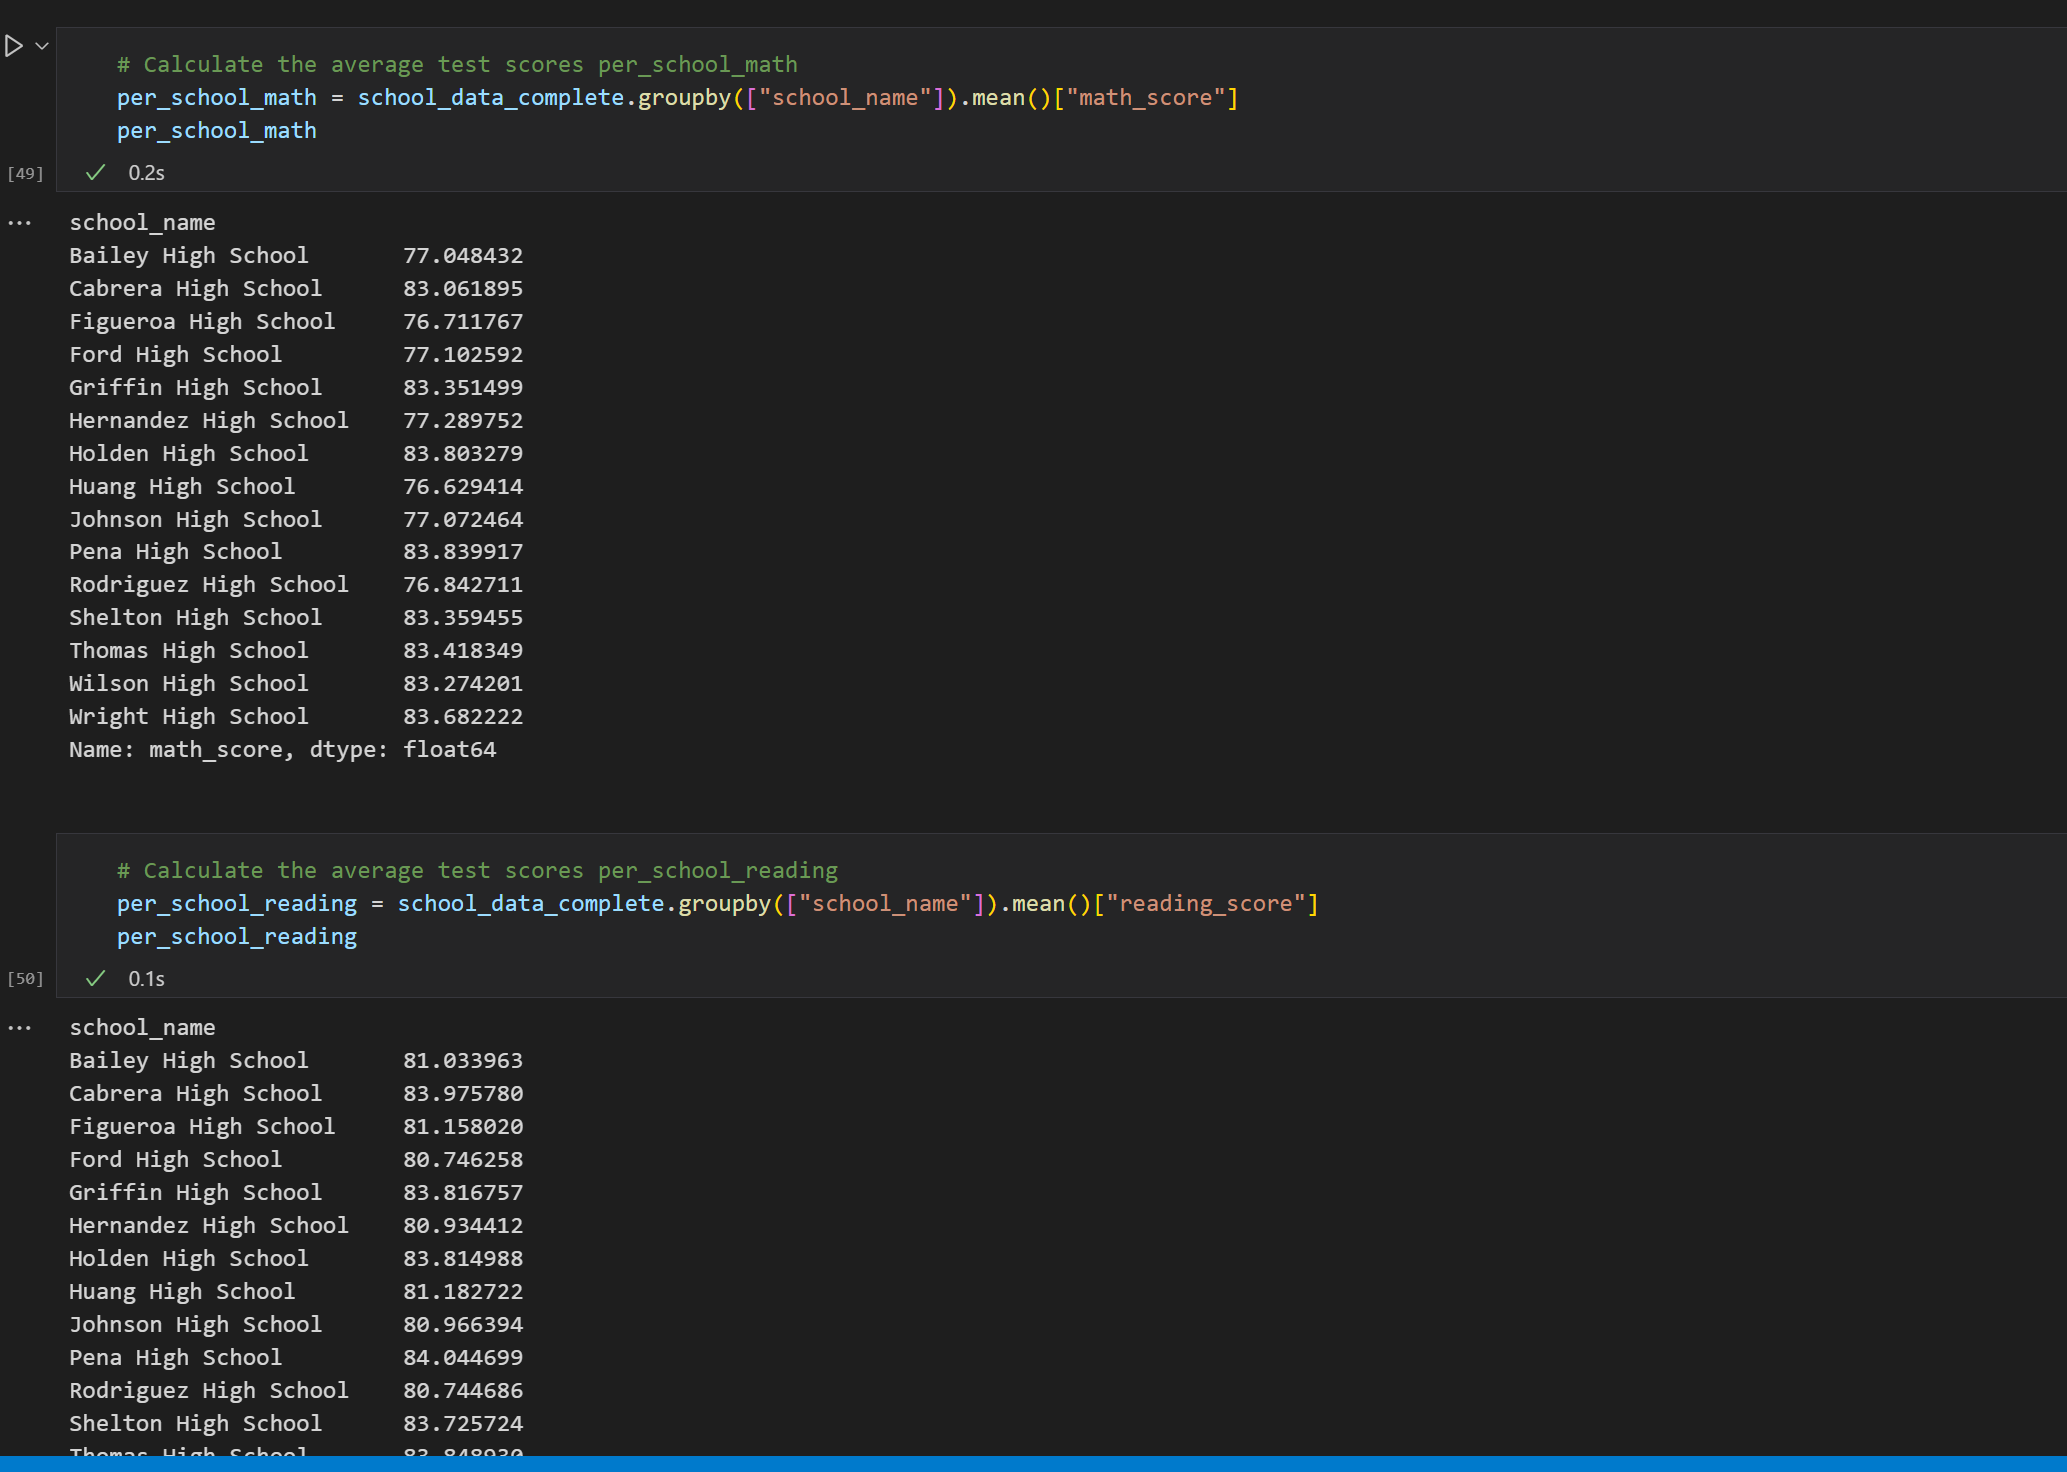 # Calculate the average test scores per_school_math
per_school_math = school_data_complete.groupby(["school_name"]).mean()["math_score"]
per_school_math
[49] 0.2s
... school_name
Bailey High School 77.048432
Cabrera High School 83.061895
Figueroa High School 76.711767
Ford High School 77.102592
Griffin High School 83.351499
Hernandez High School 77.289752
Holden High School 83.803279
Huang High School 76.629414
Johnson High School 77.072464
Pena High School 83.839917
Rodriguez High School 76.842711
Shelton High School 83.359455
Thomas High School 83.418349
Wilson High School 83.274201
Wright High School 83.682222
Name: math_score, dtype: float64
# Calculate the average test scores per_school_reading
per_school_reading = school_data_complete.groupby(["school_name"]).mean()["reading_score"]
per_school_reading
[50] 0.1s
... school_name
Bailey High School 81.033963
Cabrera High School 83.975780
Figueroa High School 81.158020
Ford High School 80.746258
Griffin High School 83.816757
Hernandez High School 80.934412
Holden High School 83.814988
Huang High School 81.182722
Johnson High School 80.966394
Pena High School 84.044699
Rodriguez High School 80.744686
Shelton High School 83.725724
Thomas High School 83.848930